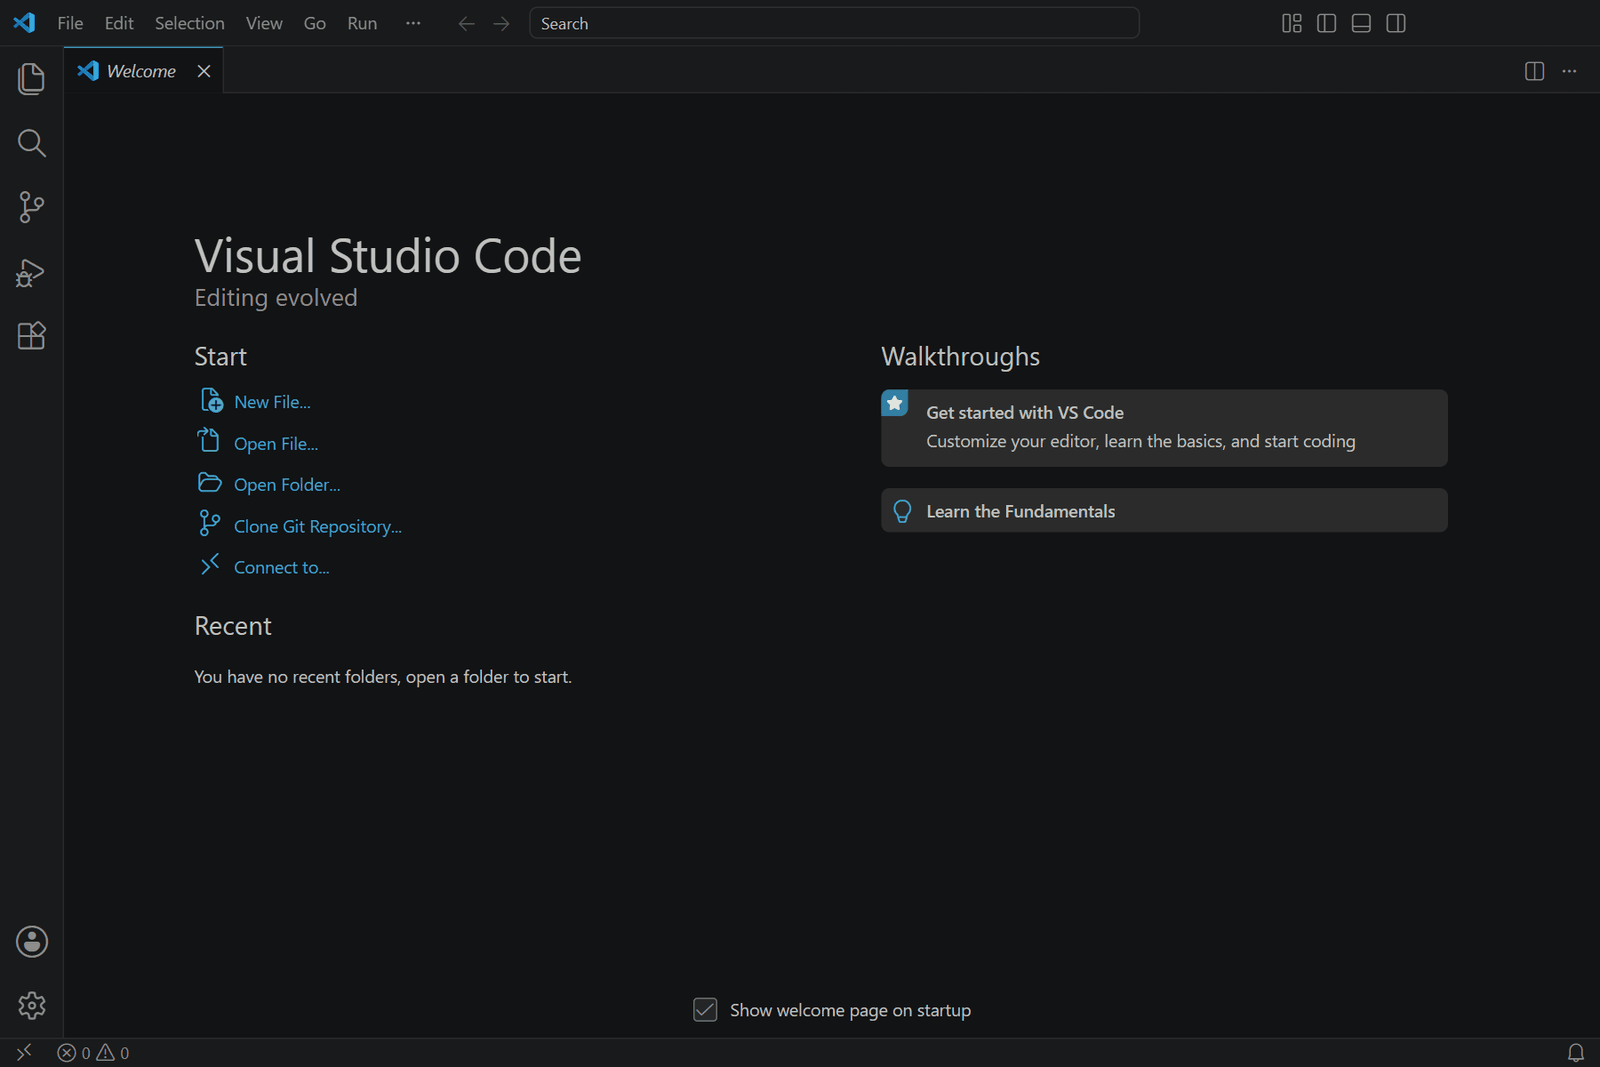 File Edit Selection View Go Run ··· Search
Welcome
Visual Studio Code
Editing evolved
Start
New File...
Open File...
Open Folder...
Clone Git Repository...
Connect to...
Recent
You have no recent folders, open a folder to start.
Walkthroughs
Get started with VS Code
Customize your editor, learn the basics, and start coding
Learn the Fundamentals
Show welcome page on startup
0 0